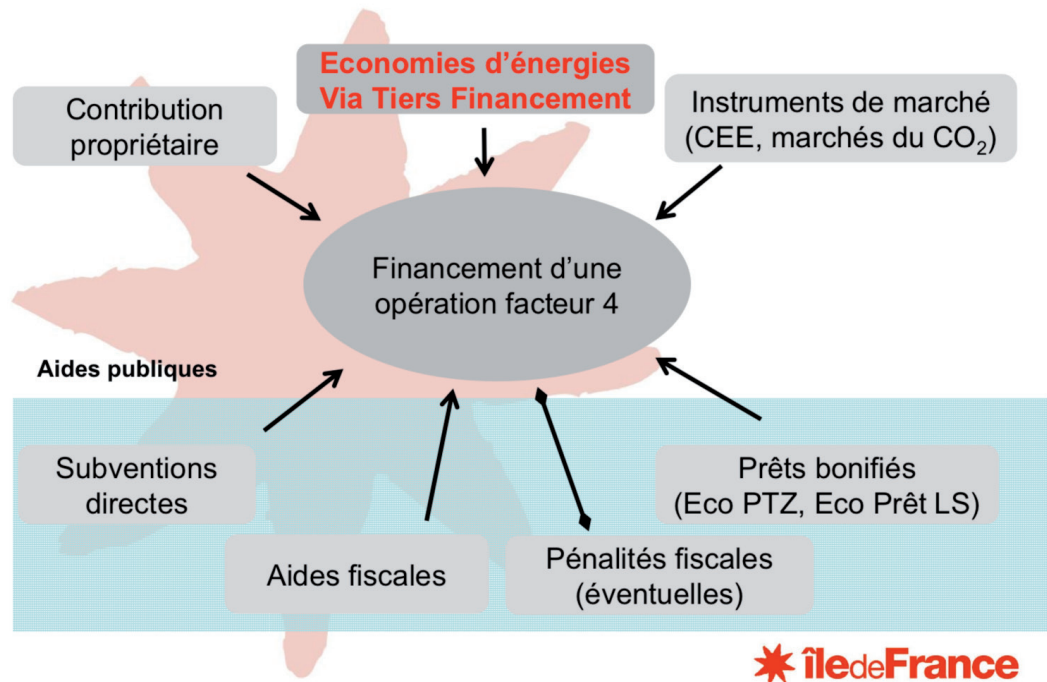 Economies d’énergies
Via Tiers Financement
Contribution
propriétaire
Instruments de marché
(CEE, marchés du CO₂)
Financement d’une
opération facteur 4
Aides publiques
Subventions
directes
Prêts bonifiés
(Eco PTZ, Eco Prêt LS)
Aides fiscales
Pénalités fiscales
(éventuelles)
îledeFrance